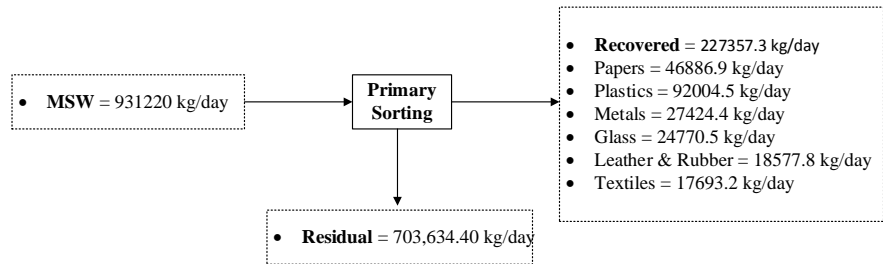 • MSW = 931220 kg/day
Primary
Sorting
• Recovered = 227357.3 kg/day
• Papers = 46886.9 kg/day
• Plastics = 92004.5 kg/day
• Metals = 27424.4 kg/day
• Glass = 24770.5 kg/day
• Leather & Rubber = 18577.8 kg/day
• Textiles = 17693.2 kg/day
• Residual = 703,634.40 kg/day